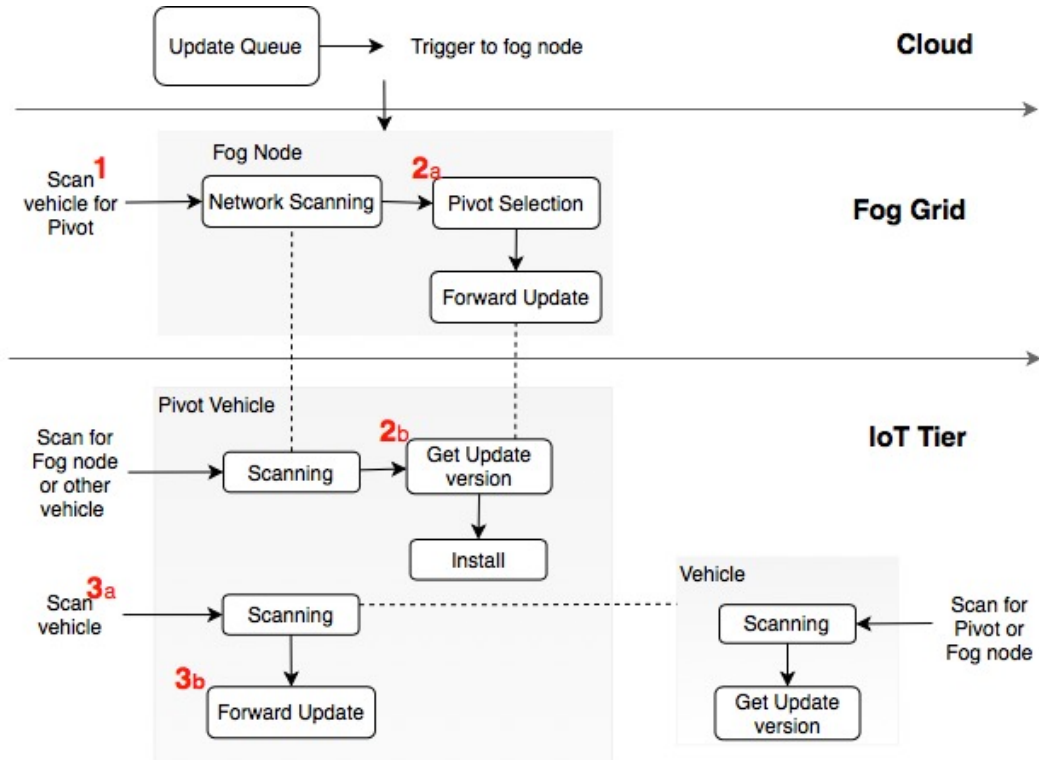 Update Queue
Trigger to fog node
Cloud
Fog Node
1
Scan
vehicle for
Pivot
Network Scanning
2a
Pivot Selection
Fog Grid
Forward Update
Pivot Vehicle
IoT Tier
Scan for
Fog node
or other
vehicle
Scanning
2b
Get Update
version
Install
3a
Scan
vehicle
Scanning
3b
Forward Update
Vehicle
Scanning
Scan for
Pivot or
Fog node
Get Update
version